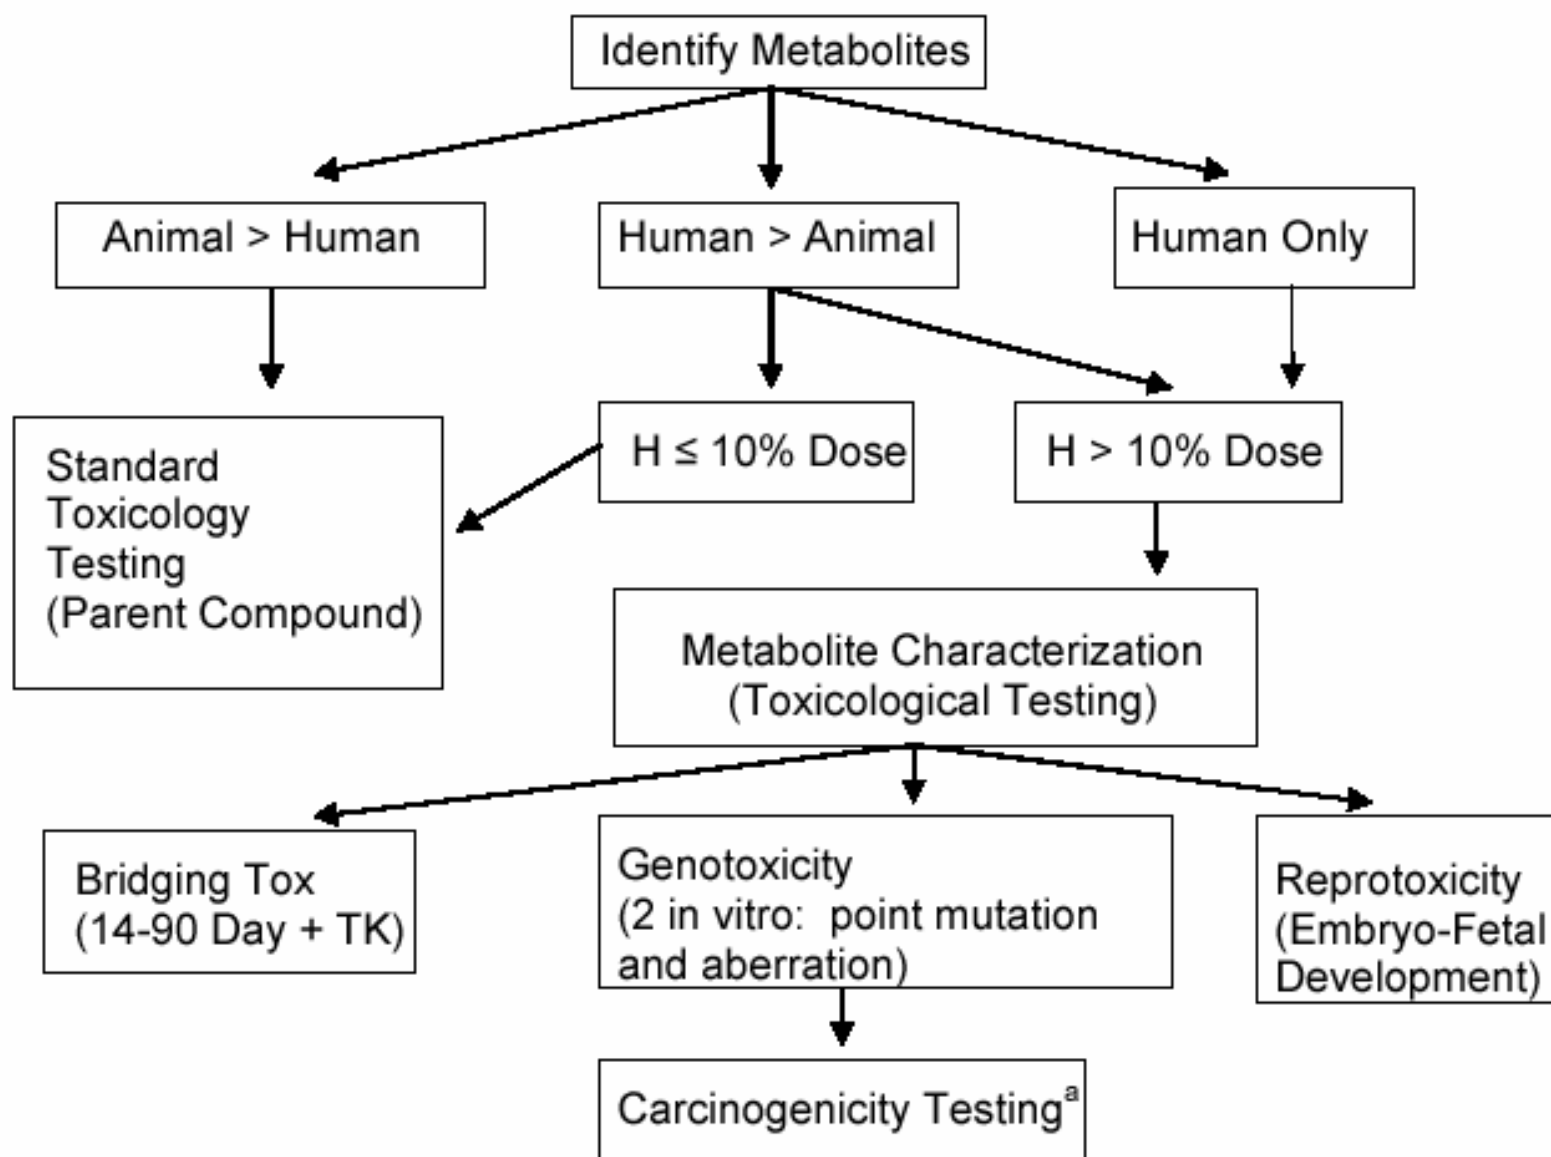 Identify Metabolites
Animal > Human
Human > Animal
Human Only
H ≤ 10% Dose
H > 10% Dose
Standard
Toxicology
Testing
(Parent Compound)
Metabolite Characterization
(Toxicological Testing)
Bridging Tox
(14-90 Day + TK)
Genotoxicity
(2 in vitro:  point mutation
and aberration)
Reprotoxicity
(Embryo-Fetal
Development)
Carcinogenicity Testingᵃ